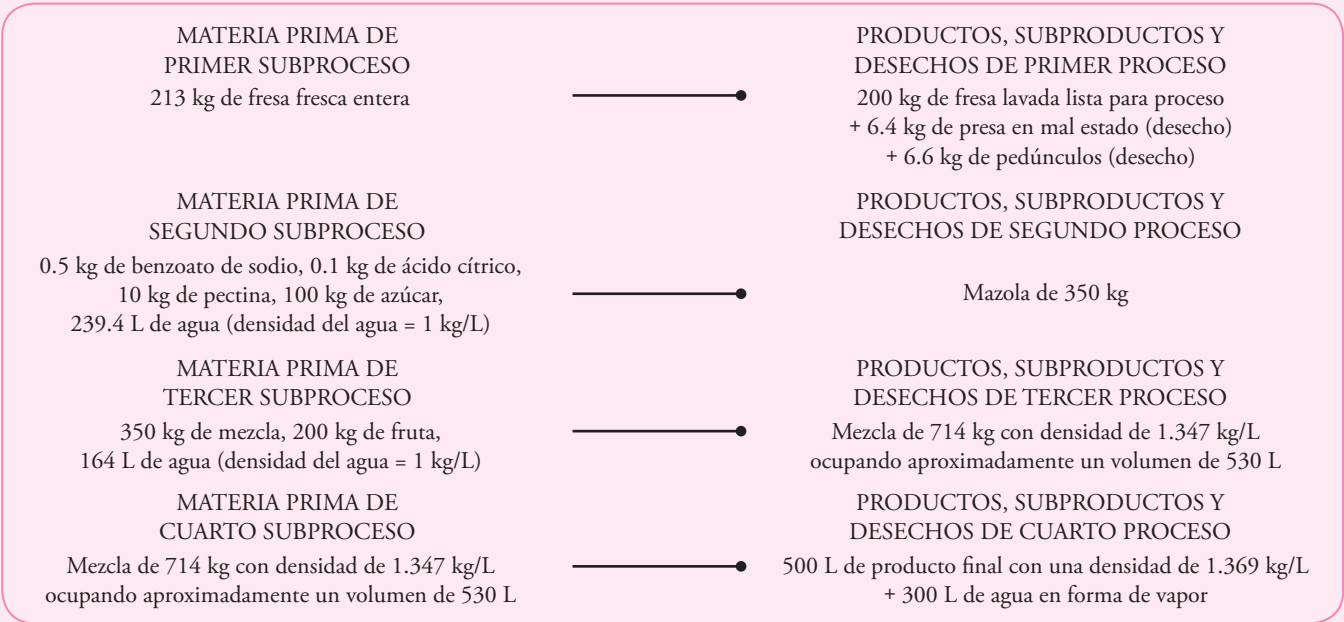 MATERIA PRIMA DE
PRIMER SUBPROCESO
213 kg de fresa fresca entera
PRODUCTOS, SUBPRODUCTOS Y
DESECHOS DE PRIMER PROCESO
200 kg de fresa lavada lista para proceso
+ 6.4 kg de presa en mal estado (desecho)
+ 6.6 kg de pedúnculos (desecho)
MATERIA PRIMA DE
SEGUNDO SUBPROCESO
0.5 kg de benzoato de sodio, 0.1 kg de ácido cítrico,
10 kg de pectina, 100 kg de azúcar,
239.4 L de agua (densidad del agua = 1 kg/L)
PRODUCTOS, SUBPRODUCTOS Y
DESECHOS DE SEGUNDO PROCESO
Mazola de 350 kg
MATERIA PRIMA DE
TERCER SUBPROCESO
350 kg de mezcla, 200 kg de fruta,
164 L de agua (densidad del agua = 1 kg/L)
PRODUCTOS, SUBPRODUCTOS Y
DESECHOS DE TERCER PROCESO
Mezcla de 714 kg con densidad de 1.347 kg/L
ocupando aproximadamente un volumen de 530 L
MATERIA PRIMA DE
CUARTO SUBPROCESO
Mezcla de 714 kg con densidad de 1.347 kg/L
ocupando aproximadamente un volumen de 530 L
PRODUCTOS, SUBPRODUCTOS Y
DESECHOS DE CUARTO PROCESO
500 L de producto final con una densidad de 1.369 kg/L
+ 300 L de agua en forma de vapor